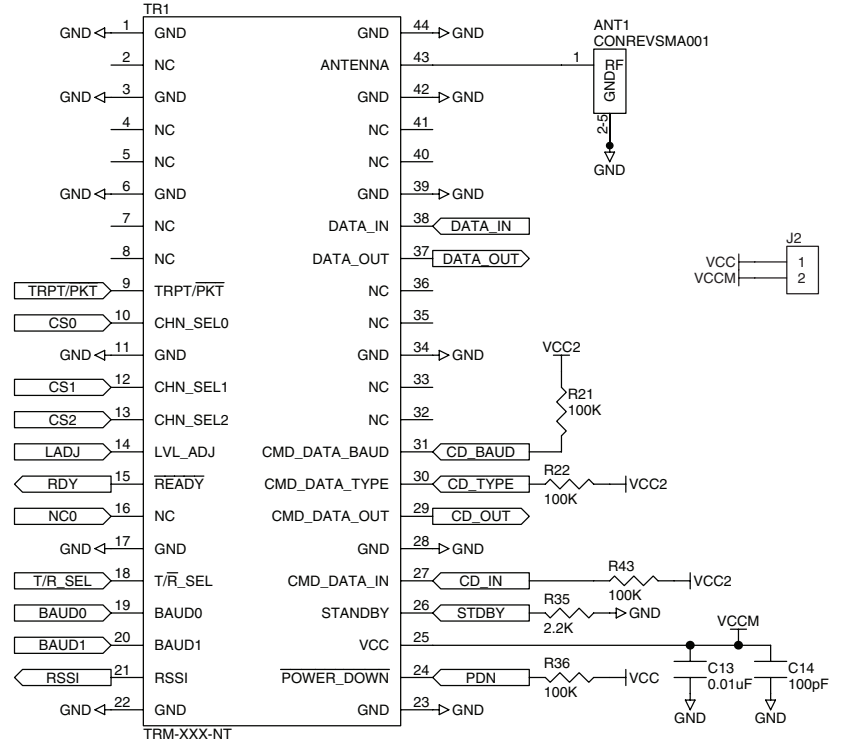 TR1
GND 1 GND GND 44 GND
2 NC ANTENNA 43
GND 3 GND GND 42 GND
4 NC NC 41
5 NC NC 40
GND 6 GND GND 39 GND
7 NC DATA_IN 38 DATA_IN
8 NC DATA_OUT 37 DATA_OUT
TRPT/PKT 9 TRPT/PKT NC 36
CS0 10 CHN_SEL0 NC 35
GND 11 GND GND 34 GND
CS1 12 CHN_SEL1 NC 33
CS2 13 CHN_SEL2 NC 32
LADJ 14 LVL_ADJ CMD_DATA_BAUD 31 CD_BAUD
RDY 15 READY CMD_DATA_TYPE 30 CD_TYPE
NC0 16 NC CMD_DATA_OUT 29 CD_OUT
GND 17 GND GND 28 GND
T/R_SEL 18 T/R_SEL CMD_DATA_IN 27 CD_IN
BAUD0 19 BAUD0 STANDBY 26 STDBY
BAUD1 20 BAUD1 VCC 25
RSSI 21 RSSI POWER_DOWN 24 PDN
GND 22 GND GND 23 GND
TRM-XXX-NT
ANT1
CONREVSMA001
1 RF
GND
2-5
GND
J2
VCC 1
VCCM 2
VCC2
R21
100K
R22
100K
VCC2
R43
100K
VCC2
R35
2.2K
GND
VCCM
R36
100K
VCC
C13
0.01uF
GND
C14
100pF
GND